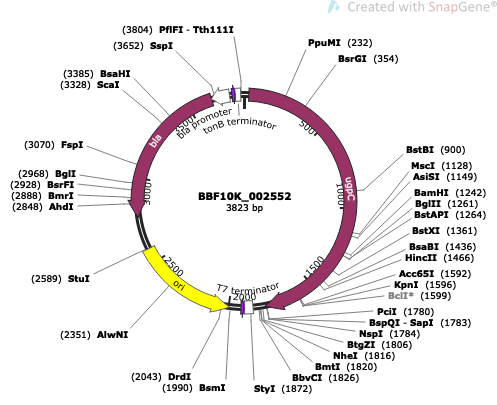 Created with SnapGene®
(3804) PflFI - Tth111I
(3652) SspI
PpuMI (232)
BsrGI (354)
(3385) BsaHI
(3328) ScaI
(3070) FspI
(2968) BglI
(2928) BsrFI
(2888) BmrI
(2848) AhdI
(2589) StuI
(2351) AlwNI
(2043) DrdI
(1990) BsmI
StyI (1872)
BstBI (900)
MscI (1128)
AsiSI (1149)
BamHI (1242)
BglII (1261)
BstAPI (1264)
BstXI (1361)
BsaBI (1436)
HincII (1466)
Acc65I (1592)
KpnI (1596)
BclI* (1599)
PciI (1780)
BspQI - SapI (1783)
NspI (1784)
BtgZI (1806)
NheI (1816)
BmtI (1820)
BbvCI (1826)
bla promoter
tonB terminator
bla
ugpC
BBF10K_002552
3823 bp
T7 terminator
ori
500
1000
1500
2000
2500
3000
3500